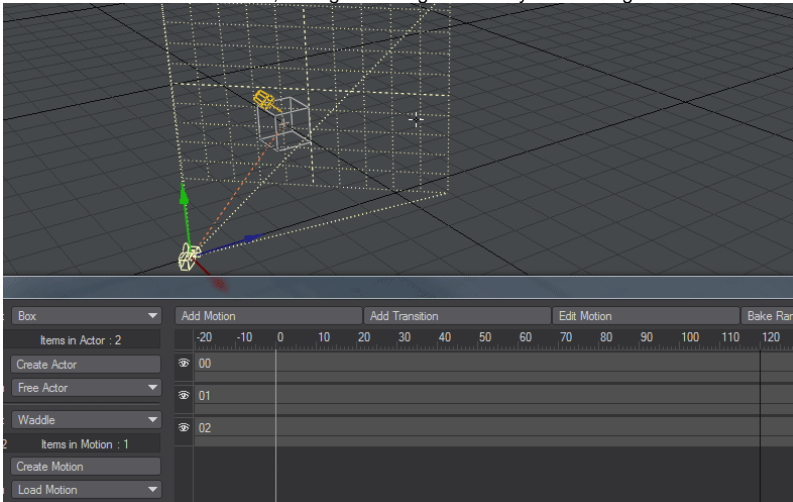 Box
Add Motion Add Transition Edit Motion
Items in Actor : 2
-20 -10 0 10 20 30 40 50 60 70 80 90 100 110 120
Create Actor
00
Free Actor
01
Waddle
02
2 Items in Motion : 1
Create Motion
Load Motion